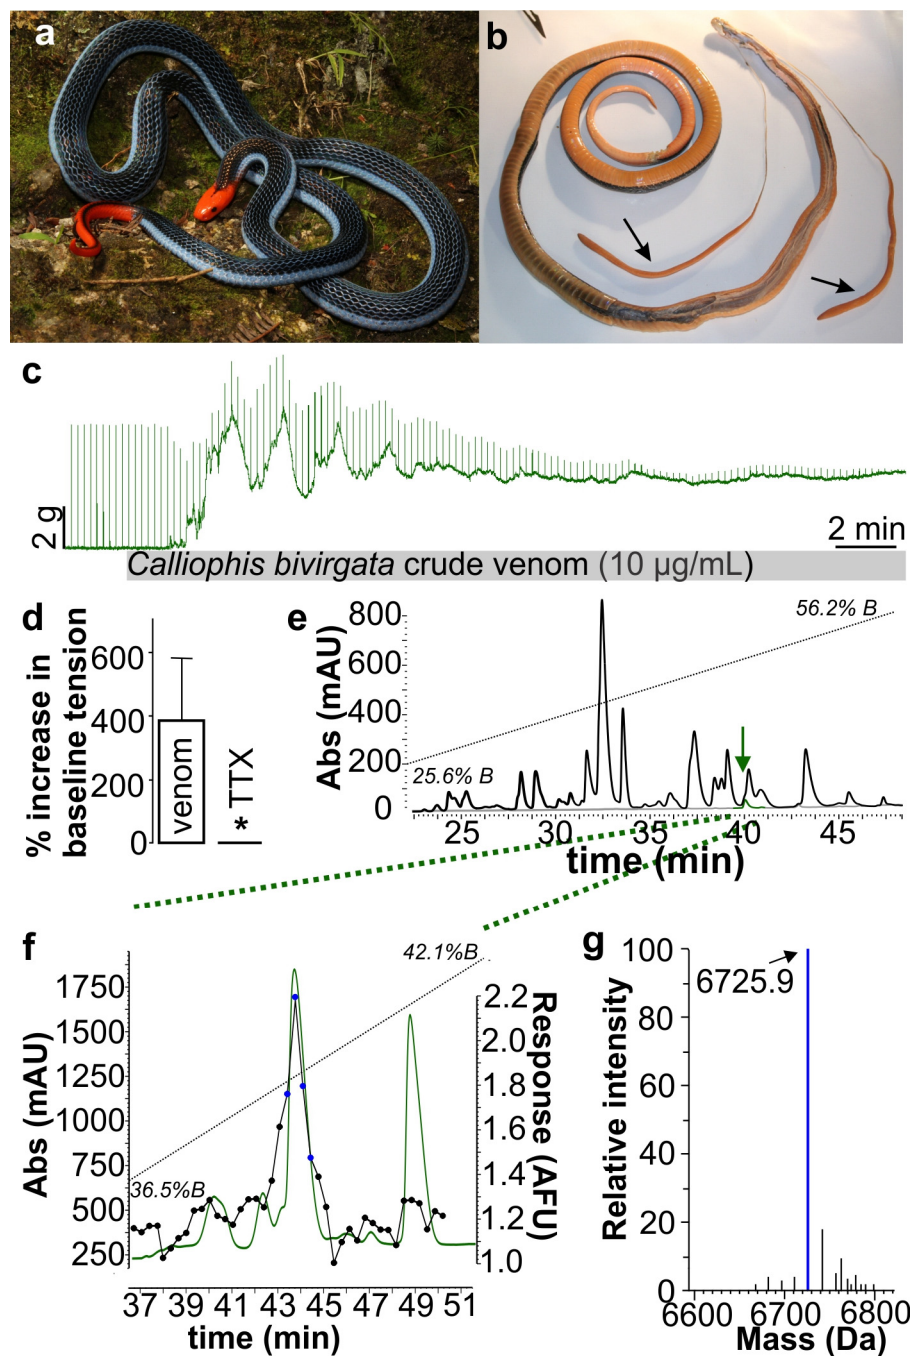 a
b
c
2 g
2 min
Calliophis bivirgata crude venom (10 µg/mL)
d
% increase in
baseline tension
600
400
200
0
venom
* TTX
e
Abs (mAU)
800
600
400
200
0
56.2% B
25.6% B
25 30 35 40 45
time (min)
f
Abs (mAU)
1750
1500
1250
1000
750
500
250
42.1%B
36.5%B
2.2
2.0
1.8
1.6
1.4
1.2
1.0
Response (AFU)
37 39 41 43 45 47 49 51
time (min)
g
Relative intensity
100
80
60
40
20
0
6725.9
6600 6700 6800
Mass (Da)